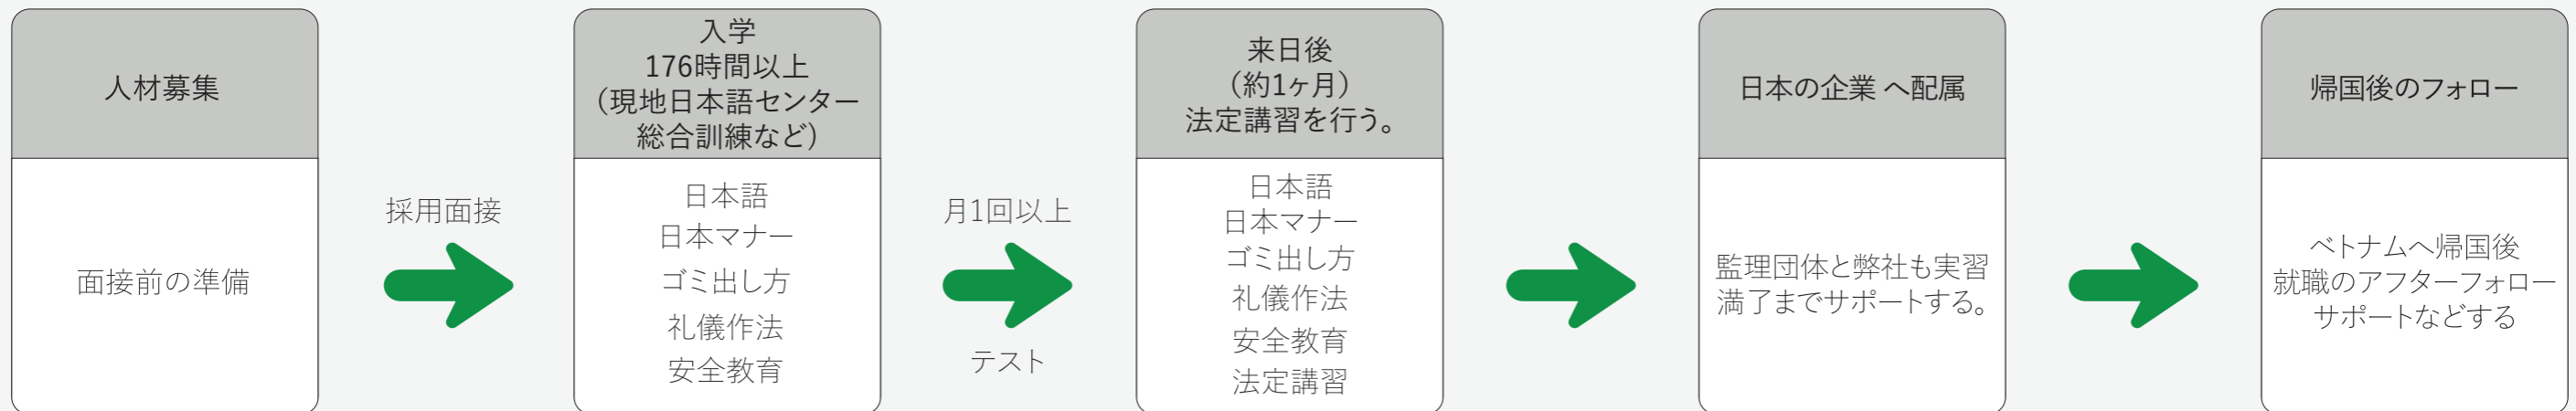 人材募集
面接前の準備
採用面接
入学
176時間以上
（現地日本語センター
総合訓練など）
日本語
日本マナー
ゴミ出し方
礼儀作法
安全教育
月1回以上
テスト
来日後
（約1ヶ月）
法定講習を行う。
日本語
日本マナー
ゴミ出し方
礼儀作法
安全教育
法定講習
日本の企業 へ配属
監理団体と弊社も実習
満了までサポートする。
帰国後のフォロー
ベトナムへ帰国後
就職のアフターフォロー
サポートなどする